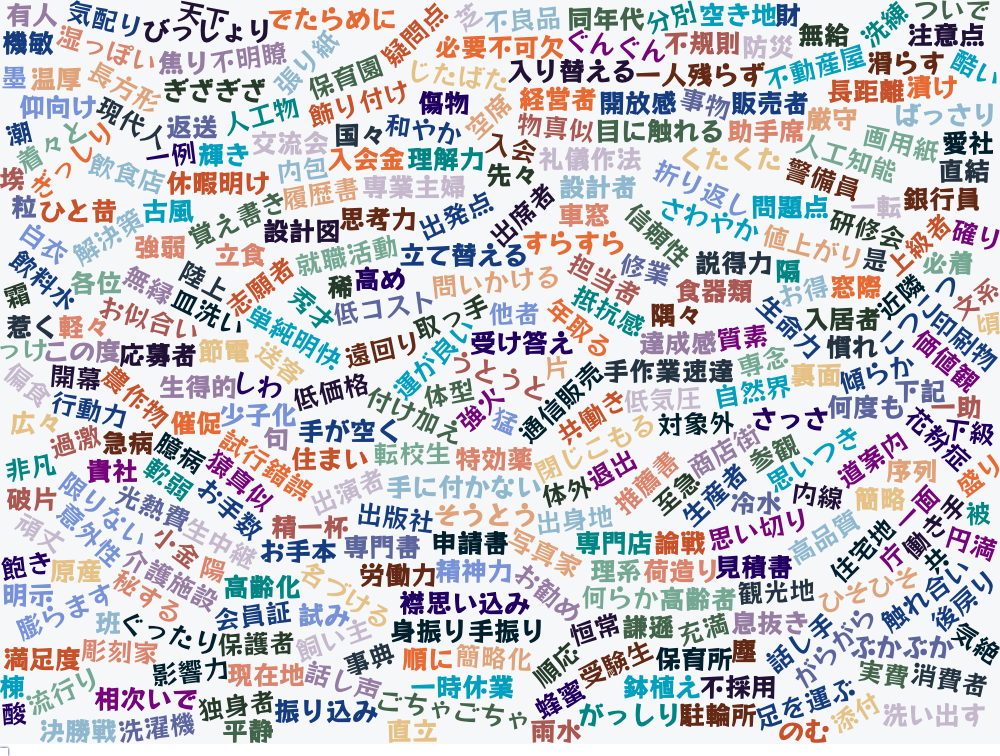 有人
気配り
天下
びっしょり
でたらめに
疑問点
芝
不良品
同年代
分別
空き地
財
無給
洗練
ついで
注意点
機敏
湿っぽい
焦り
不明瞭
張り紙
必要不可欠
ぐんぐん
不規則
防災
墨
温厚
長方形
ぎざぎざ
保育園
じたばた
入り替える
一人残らず
不動産屋
滑らす
酷い
仰向け
現代人
人工物
飾り付け
傷物
空席
経営者
開放感
事物
販売者
長距離
漬け
潮
着々と
どっしり
返送
交流会
国々
和やか
物真似
目に触れる
助手席
厳守
ばっさり
画用紙
愛社
一例
輝き
内包
入会金
理解力
入会
先々
礼儀作法
くたくた
人工知能
直結
埃
飲食店
休暇明け
履歴書
専業主婦
設計者
折り返し
警備員
銀行員
粒
ひと昔
古風
覚え書き
設計図
思考力
出発点
出席者
車窓
信頼性
さわやか
問題点
一転
研修会
確り
白衣
解決策
強弱
立食
就職活動
立て替える
すらすら
値上がり
是
上級者
必着
飲料水
各位
無縁
陸上
志願者
稀
高め
問いかける
担当者
修業
説得力
隣
窓際
近隣
霜
お似合い
皿洗い
秀才
低コスト
取っ手
他者
年取る
抵抗感
食器類
お得
生命力
入居者
こつこつ
文系
頃
惹く
軽々
単純明快
遠回り
運が良い
受け答え
隅々
達成感
質素
慣れ
印刷物
っけ
この度
応募者
節電
送客
うとうと
片
手作業
速達
専念
裏面
傾らか
価値観
偏食
開幕
農作物
生得的
しわ
低価格
付け加え
体型
強火
猛
通信販売
共働き
低気圧
自然界
下記
一助
広々
行動力
催促
少子化
句
手が空く
対象外
さっさ
何度も
花粉症
下級
過激
急病
臆病
試行錯誤
住まい
転校生
特効薬
閉じこもる
商店街
参観
思いつき
道案内
序列
盛り
非凡
貴社
軟弱
猿真似
出演者
手に付かない
体外
退出
推薦書
至急
生産者
冷水
内線
簡略
一面
手
被
破片
限りない
光熱費
お手数
精一杯
出版社
そうとう
出身地
思い切り
高品質
働き
円満
頑丈
意外性
生中継
小金
陽
お手本
専門書
申請書
写真家
専門店
論戦
住宅地
庁
共
飽き
原産
介護施設
高齢化
名づける
労働力
精神力
お勧め
理系
荷造り
見積書
明示
膨らます
秘する
会員証
試み
襟
思い込み
何らか
高齢者
観光地
ひそひそ
触れ合い
後戻り
班
ぐったり
保護者
飼い主
身振り手振り
恒常
謙遜
充満
息抜き
話し手
がらがら
ぷかぷか
気絶
満足度
彫刻家
影響力
現在地
話し声
事典
順に
簡略化
順応
受験生
保育所
塵
実費
消費者
棟
流行り
相次いで
独身者
ごちゃごちゃ
一時休業
蜂蜜
鉢植え
不採用
足を運ぶ
添付
洗い出す
酸
決勝戦
洗濯機
平静
振り込み
直立
雨水
がっしり
駐輪所
のむ